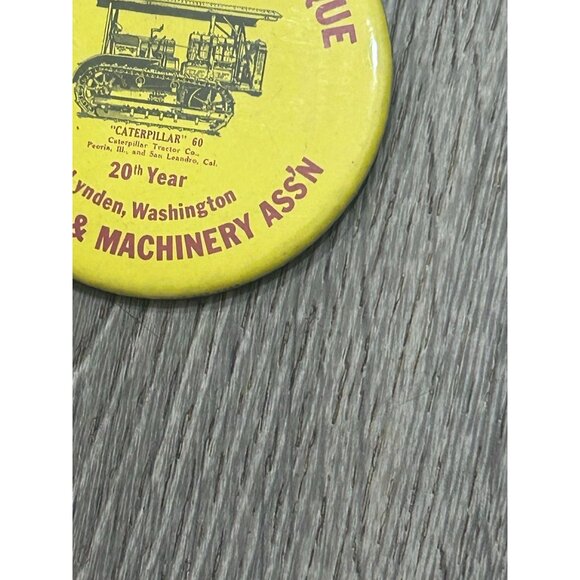 QUE
"CATERPILLAR" 60
Caterpillar Tractor Co.,
Peoria, Ill., and San Leandro, Cal.
20th Year
Lynden, Washington
& MACHINERY ASS'N